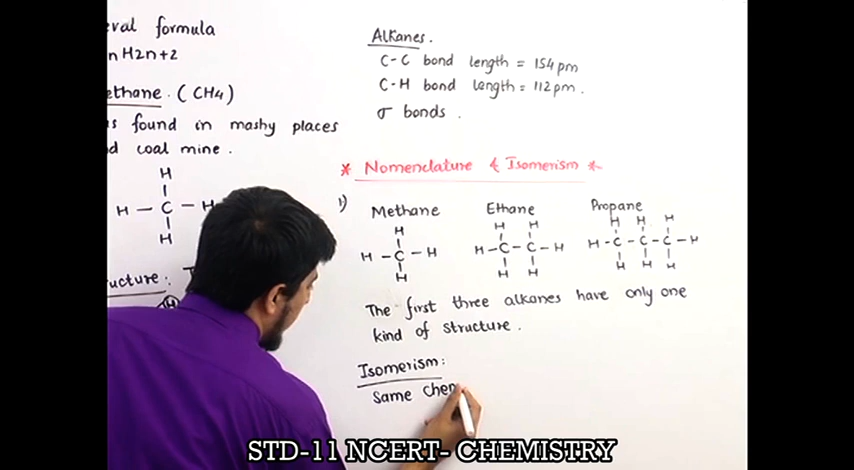 eval formula
nH2n+2
ethane. (CH4)
s found in mashy places
d coal mine.
H
H - C - H
H
ructure:
Alkanes.
C-C bond length = 154 pm
C-H bond length = 112 pm.
σ bonds.
* Nomenclature & Isomerism *
1) Methane Ethane Propane
H H H H H H
H - C - H H - C - C - H H - C - C - C - H
H H H H H H
The first three alkanes have only one
kind of structure.
Isomerism:
Same chem
STD-11 NCERT- CHEMISTRY